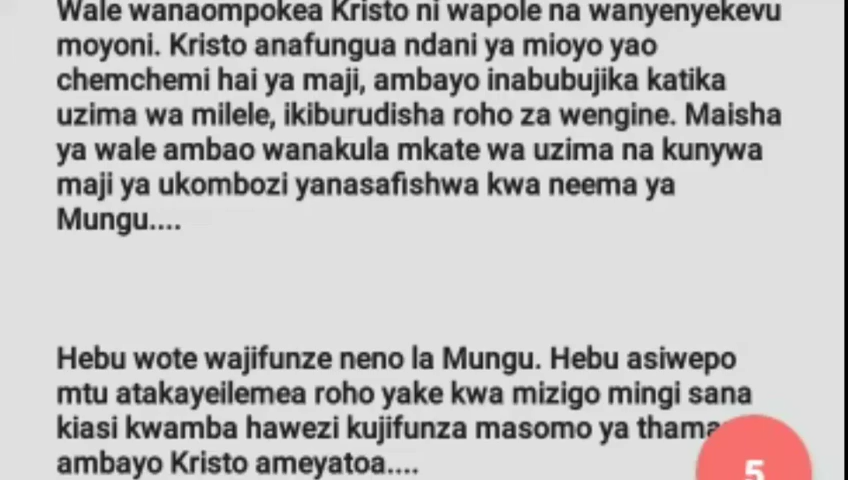 Wale wanaompokea Kristo ni wapole na wanyenyekevu
moyoni. Kristo anafungua ndani ya mioyo yao
chemchemi hai ya maji, ambayo inabubujika katika
uzima wa milele, ikiburudisha roho za wengine. Maisha
ya wale ambao wanakula mkate wa uzima na kunywa
maji ya ukombozi yanasafishwa kwa neema ya
Mungu....
Hebu wote wajifunze neno la Mungu. Hebu asiwepo
mtu atakayeilemea roho yake kwa mizigo mingi sana
kiasi kwamba hawezi kujifunza masomo ya
ambayo Kristo ameyatoa....
5